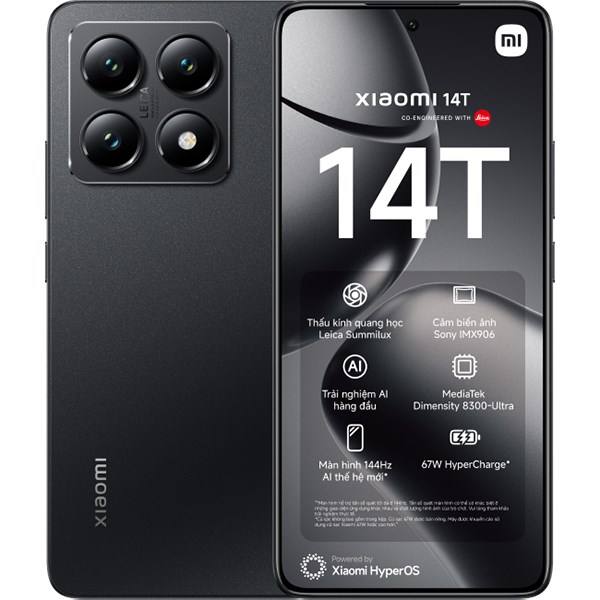 LEICA
xiaomi
mi
xiaomi 14T
CO-ENGINEERED WITH Leica
14T
Thấu kính quang học
Leica Summilux
Cảm biến ảnh
Sony IMX906
AI
Trải nghiệm AI
hàng đầu
MediaTek
Dimensity 8300-Ultra
Màn hình 144Hz
AI thế hệ mới*
67W HyperCharge*
Powered by
Xiaomi HyperOS